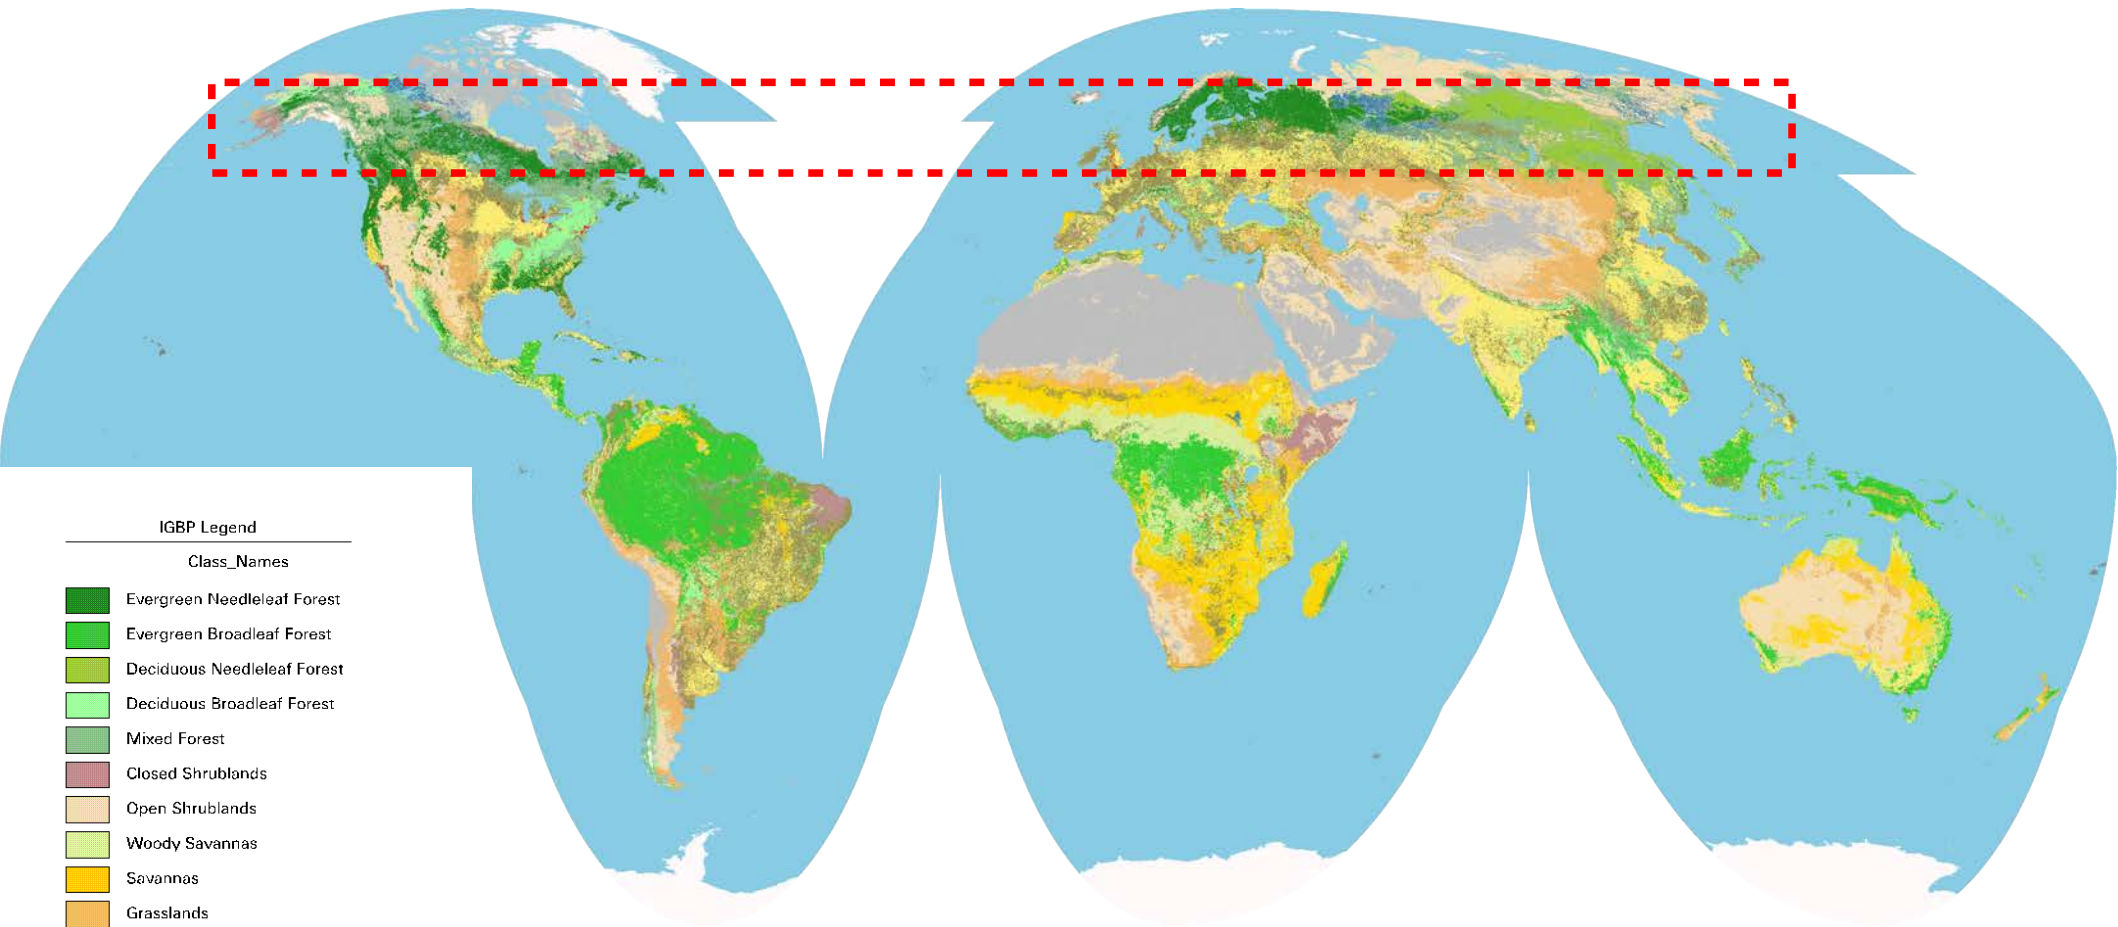 IGBP Legend
Class_Names
Evergreen Needleleaf Forest
Evergreen Broadleaf Forest
Deciduous Needleleaf Forest
Deciduous Broadleaf Forest
Mixed Forest
Closed Shrublands
Open Shrublands
Woody Savannas
Savannas
Grasslands